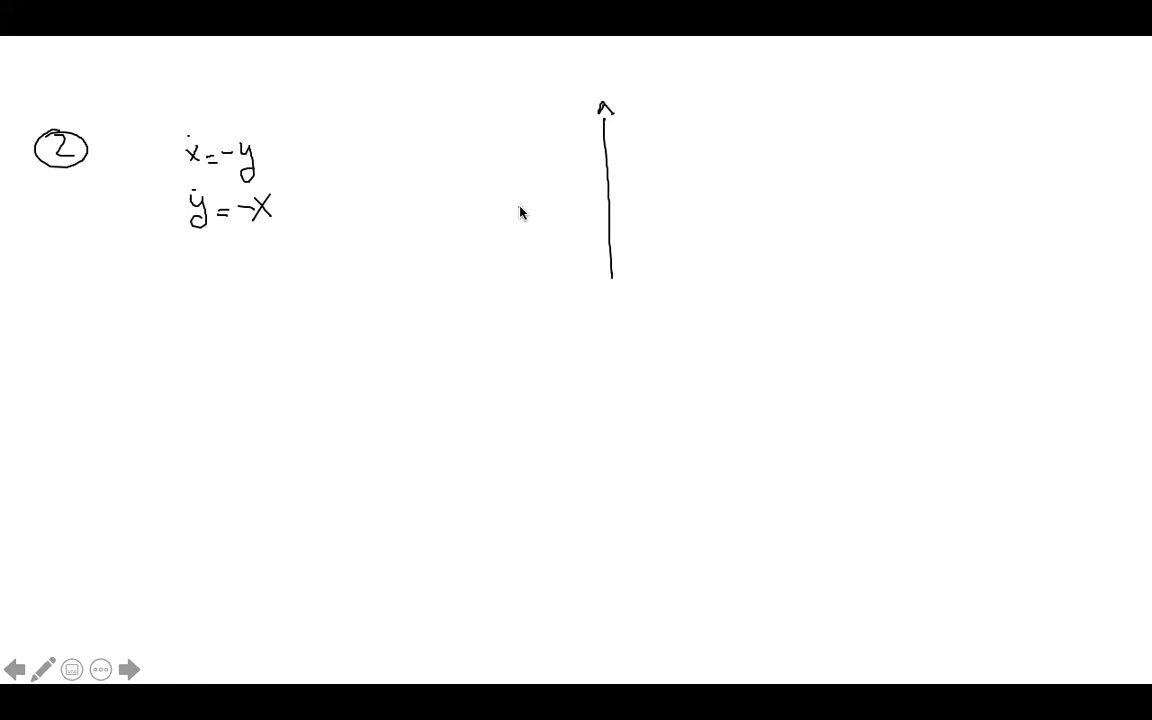 ②
ẋ = -y
ẏ = -x